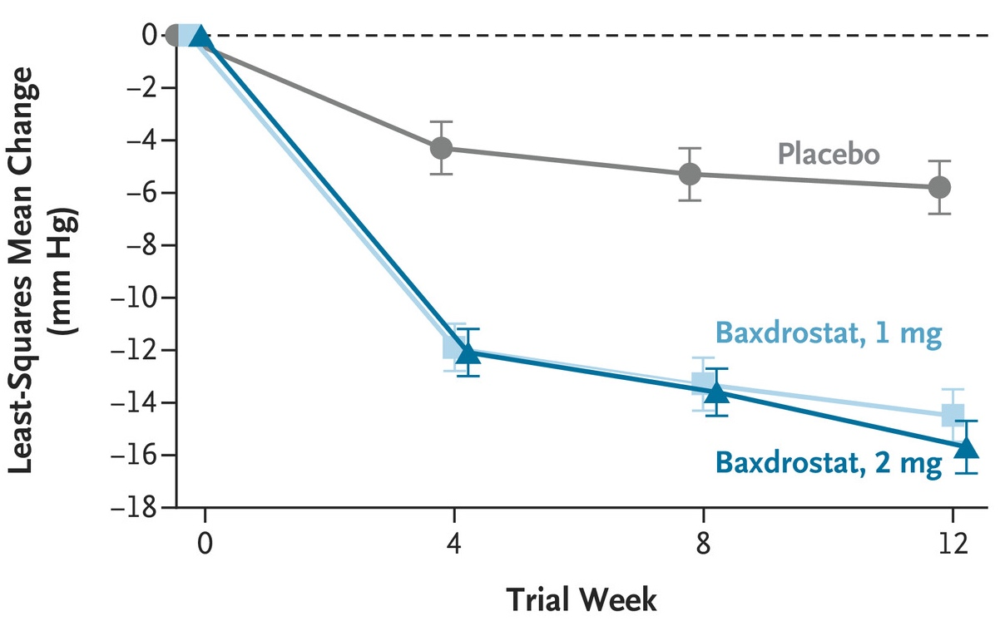 Least-Squares Mean Change
(mm Hg)
0
–2
–4
–6
–8
–10
–12
–14
–16
–18
Placebo
Baxdrostat, 1 mg
Baxdrostat, 2 mg
0 4 8 12
Trial Week